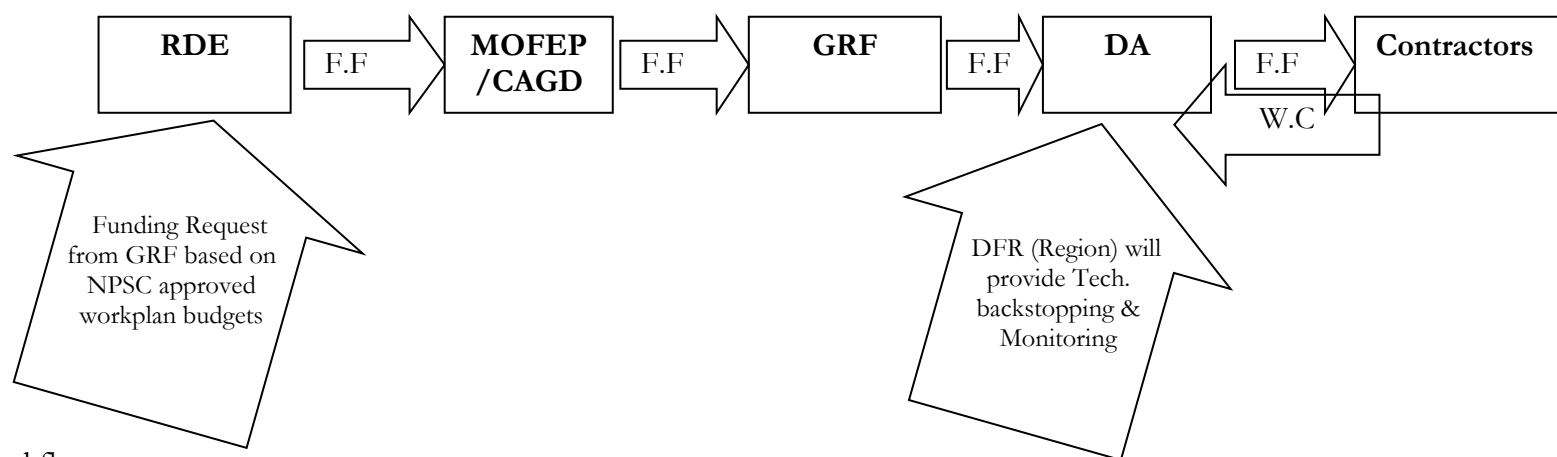 RDE
F.F
MOFEP
/CAGD
F.F
GRF
F.F
DA
F.F
Contractors
W.C
Funding Request
from GRF based on
NPSC approved
workplan budgets
DFR (Region) will
provide Tech.
backstopping &
Monitoring